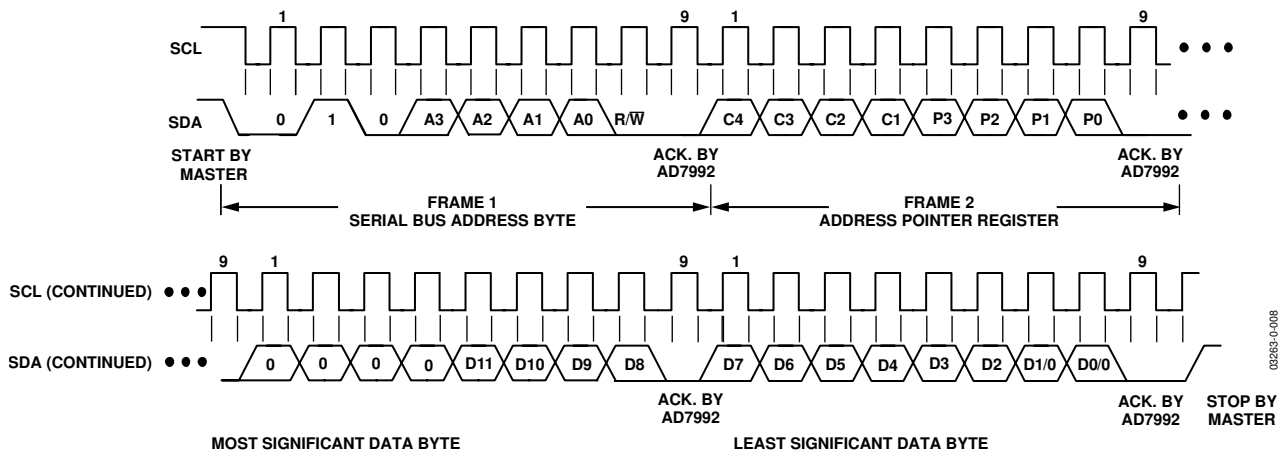 1 9 1 9
SCL
SDA 0 1 0 A3 A2 A1 A0 R/W̅ C4 C3 C2 C1 P3 P2 P1 P0
START BY MASTER
ACK. BY AD7992
ACK. BY AD7992
FRAME 1
SERIAL BUS ADDRESS BYTE
FRAME 2
ADDRESS POINTER REGISTER
9 1 9 1 9
SCL (CONTINUED)
SDA (CONTINUED) 0 0 0 0 D11 D10 D9 D8 D7 D6 D5 D4 D3 D2 D1/0 D0/0
ACK. BY AD7992
ACK. BY AD7992
STOP BY MASTER
MOST SIGNIFICANT DATA BYTE
LEAST SIGNIFICANT DATA BYTE
03263-0-008